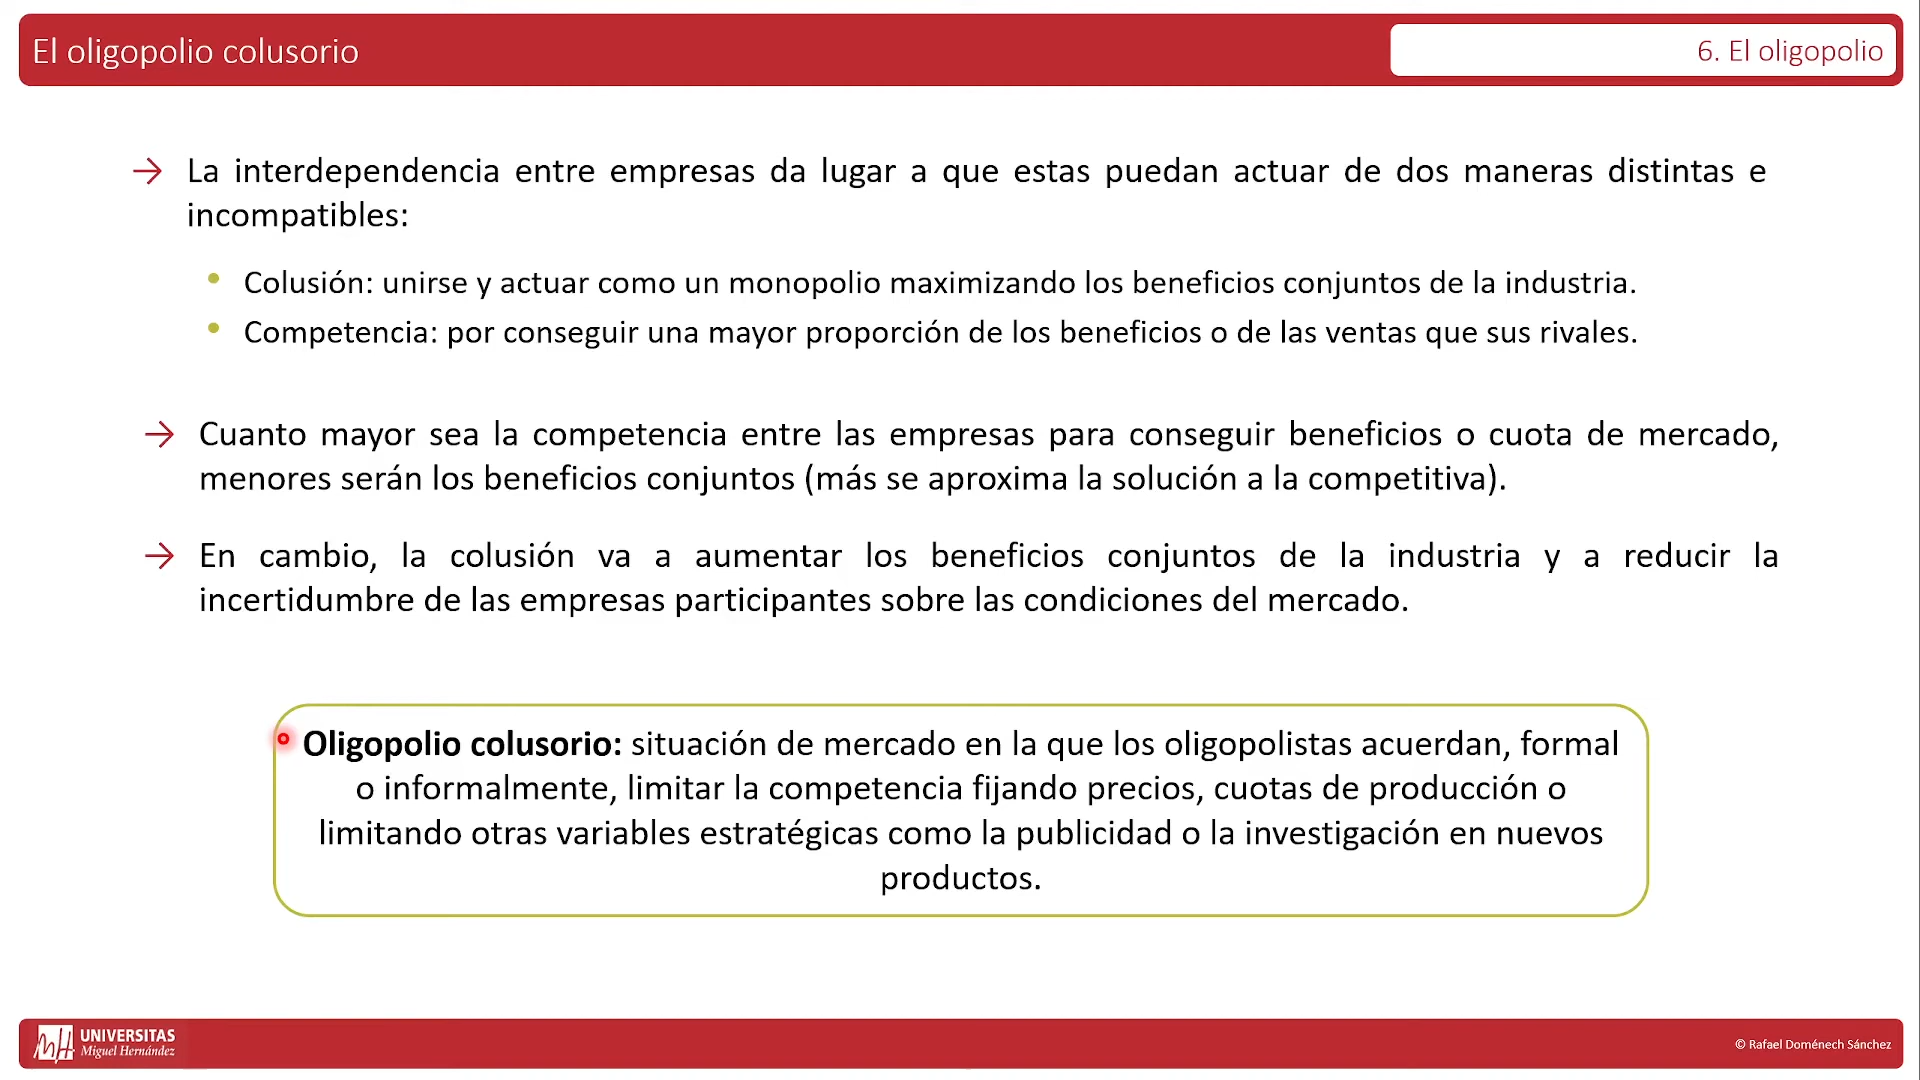 El oligopolio colusorio
6. El oligopolio
→ La interdependencia entre empresas da lugar a que estas puedan actuar de dos maneras distintas e
incompatibles:
• Colusión: unirse y actuar como un monopolio maximizando los beneficios conjuntos de la industria.
• Competencia: por conseguir una mayor proporción de los beneficios o de las ventas que sus rivales.
→ Cuanto mayor sea la competencia entre las empresas para conseguir beneficios o cuota de mercado,
menores serán los beneficios conjuntos (más se aproxima la solución a la competitiva).
→ En cambio, la colusión va a aumentar los beneficios conjuntos de la industria y a reducir la
incertidumbre de las empresas participantes sobre las condiciones del mercado.
Oligopolio colusorio: situación de mercado en la que los oligopolistas acuerdan, formal
o informalmente, limitar la competencia fijando precios, cuotas de producción o
limitando otras variables estratégicas como la publicidad o la investigación en nuevos
productos.
UNIVERSITAS
Miguel Hernández
© Rafael Doménech Sánchez